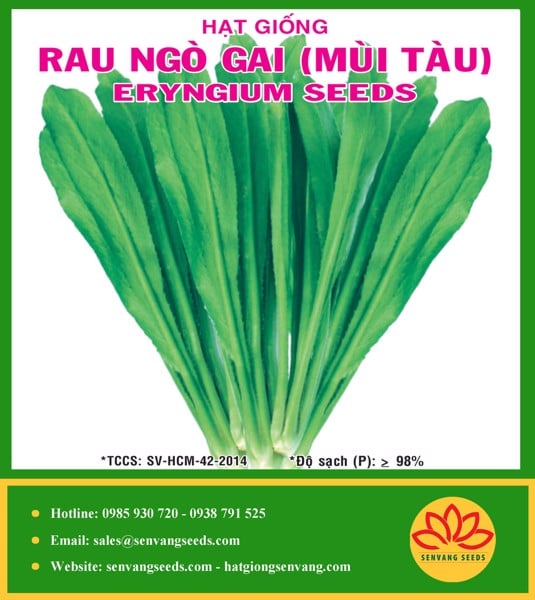 HẠT GIỐNG
RAU NGÒ GAI (MÙI TÀU)
ERYNGIUM SEEDS
*TCCS: SV-HCM-42-2014 *Độ sạch (P): ≥ 98%
Hotline: 0985 930 720 - 0938 791 525
Email: sales@senvangseeds.com
Website: senvangseeds.com - hatgiongsenvang.com
SENVANG SEEDS